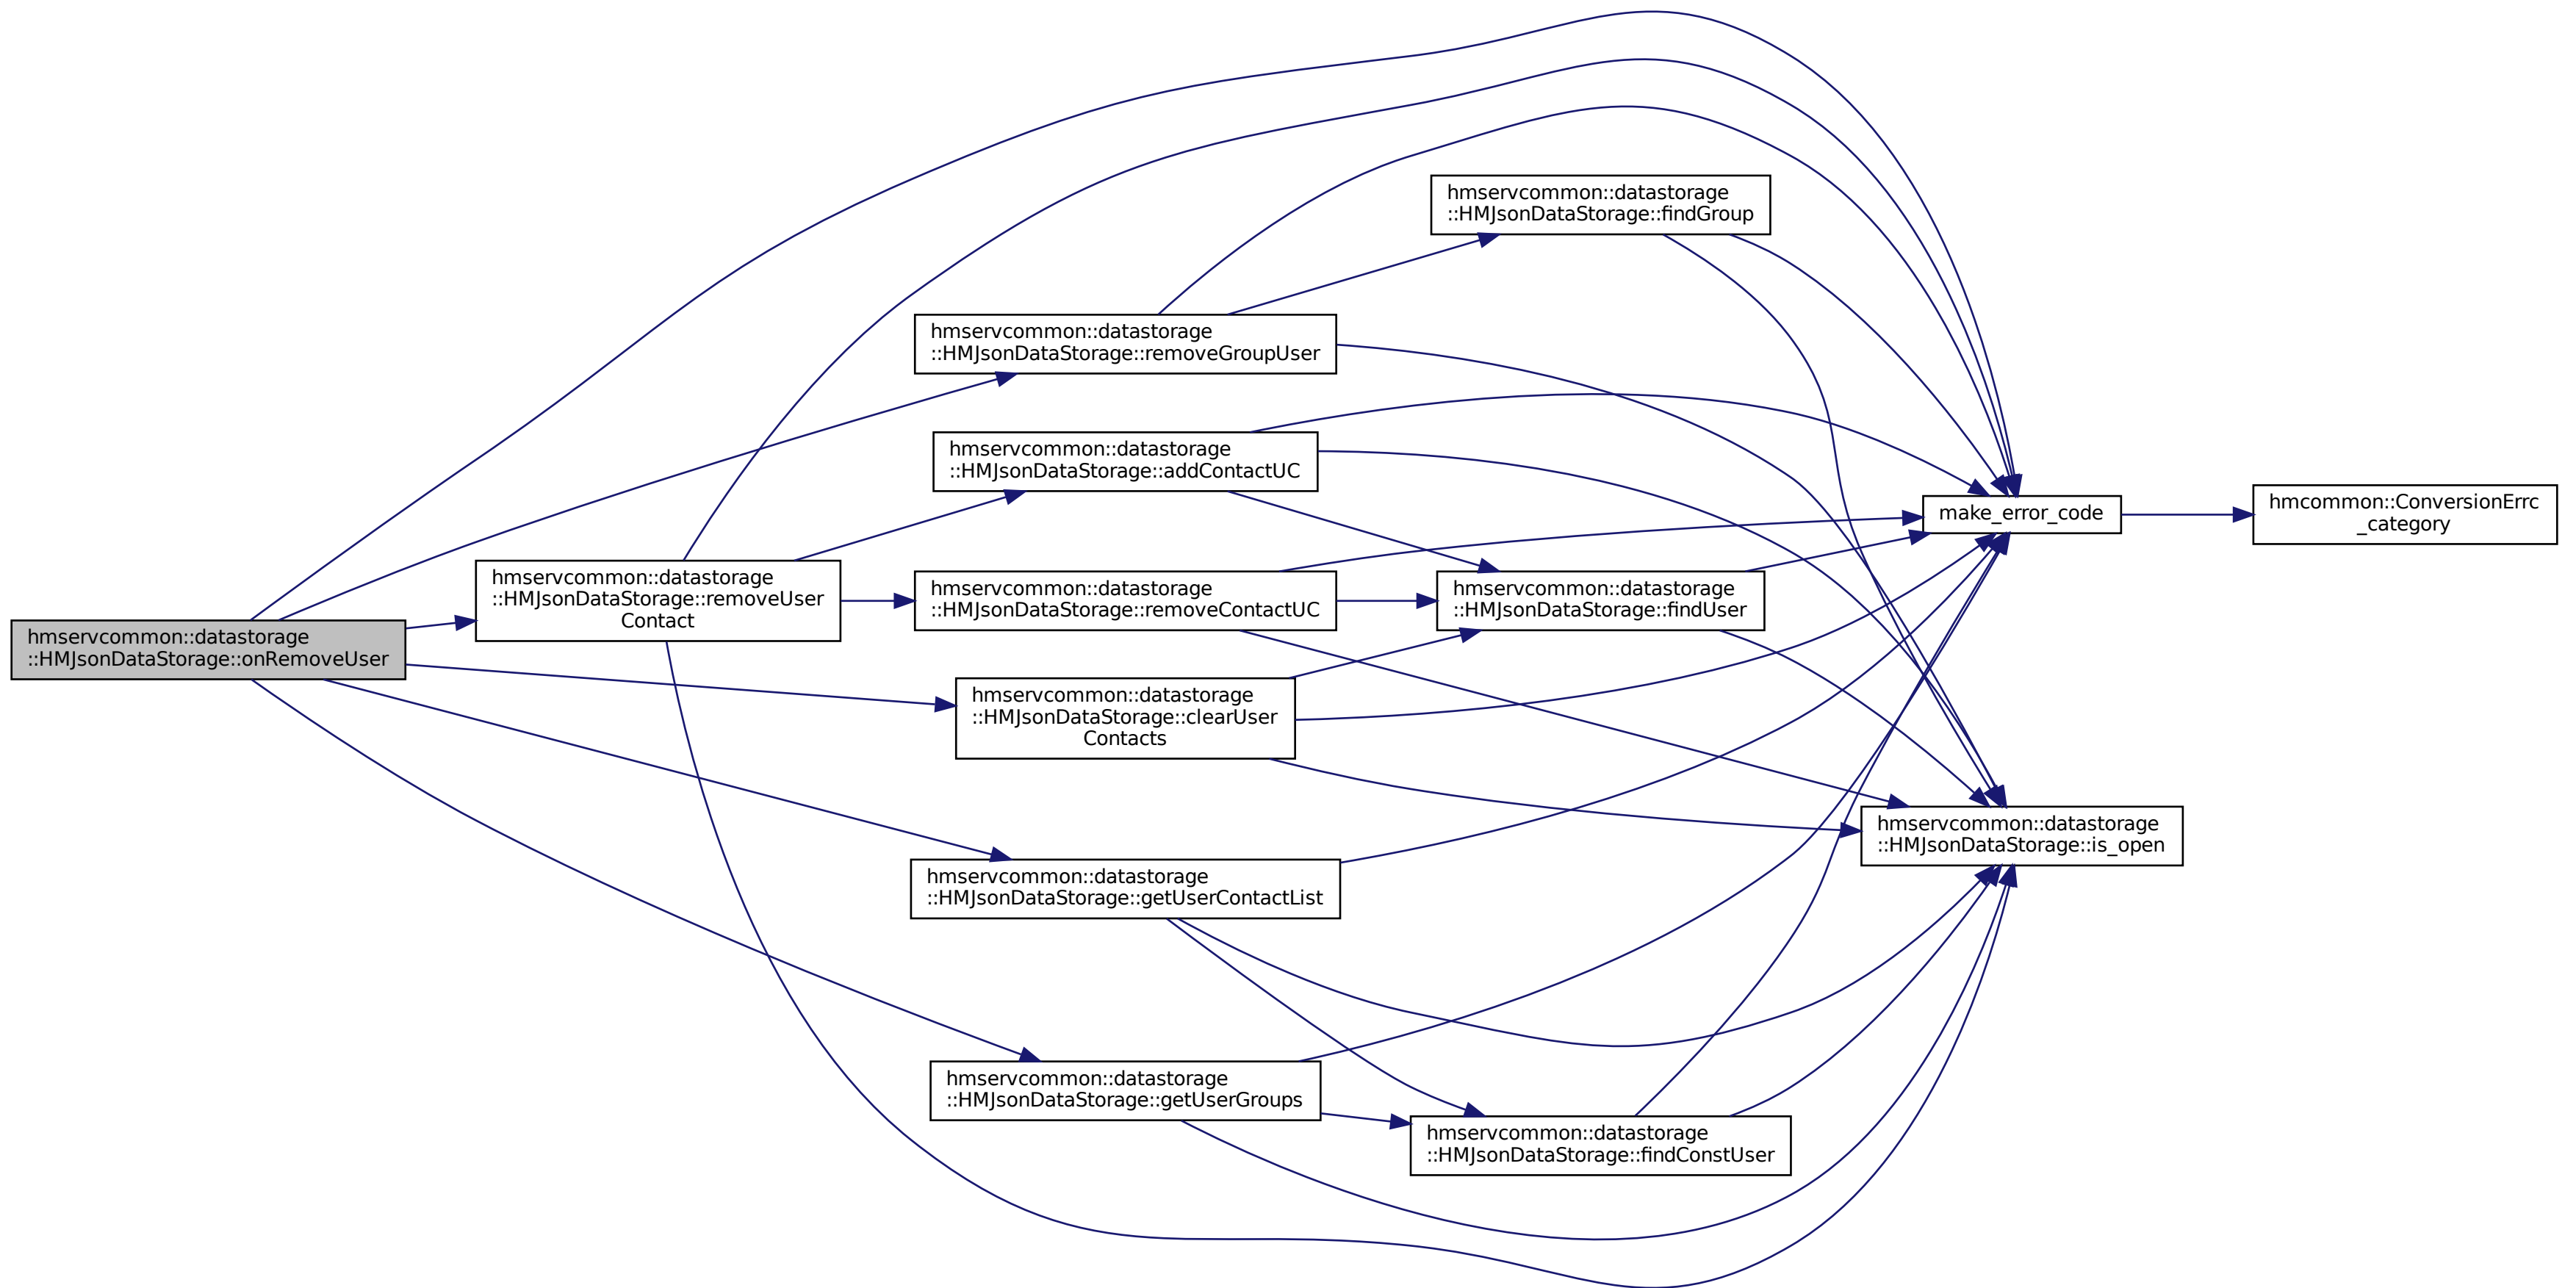 hmservcommon::datastorage
::HMJsonDataStorage::onRemoveUser
hmservcommon::datastorage
::HMJsonDataStorage::removeUser
Contact
hmservcommon::datastorage
::HMJsonDataStorage::removeGroupUser
hmservcommon::datastorage
::HMJsonDataStorage::addContactUC
hmservcommon::datastorage
::HMJsonDataStorage::removeContactUC
hmservcommon::datastorage
::HMJsonDataStorage::clearUser
Contacts
hmservcommon::datastorage
::HMJsonDataStorage::getUserContactList
hmservcommon::datastorage
::HMJsonDataStorage::getUserGroups
hmservcommon::datastorage
::HMJsonDataStorage::findGroup
hmservcommon::datastorage
::HMJsonDataStorage::findUser
hmservcommon::datastorage
::HMJsonDataStorage::findConstUser
make_error_code
hmservcommon::datastorage
::HMJsonDataStorage::is_open
hmcommon::ConversionErrc
_category